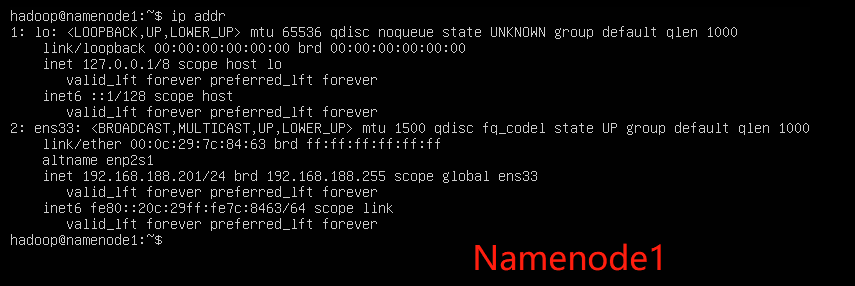 hadoop@namenode1:~$ ip addr
1: lo: <LOOPBACK,UP,LOWER_UP> mtu 65536 qdisc noqueue state UNKNOWN group default qlen 1000
    link/loopback 00:00:00:00:00:00 brd 00:00:00:00:00:00
    inet 127.0.0.1/8 scope host lo
       valid_lft forever preferred_lft forever
    inet6 ::1/128 scope host
       valid_lft forever preferred_lft forever
2: ens33: <BROADCAST,MULTICAST,UP,LOWER_UP> mtu 1500 qdisc fq_codel state UP group default qlen 1000
    link/ether 00:0c:29:7c:84:63 brd ff:ff:ff:ff:ff:ff
    altname enp2s1
    inet 192.168.188.201/24 brd 192.168.188.255 scope global ens33
       valid_lft forever preferred_lft forever
    inet6 fe80::20c:29ff:fe7c:8463/64 scope link
       valid_lft forever preferred_lft forever
hadoop@namenode1:~$
Namenode1